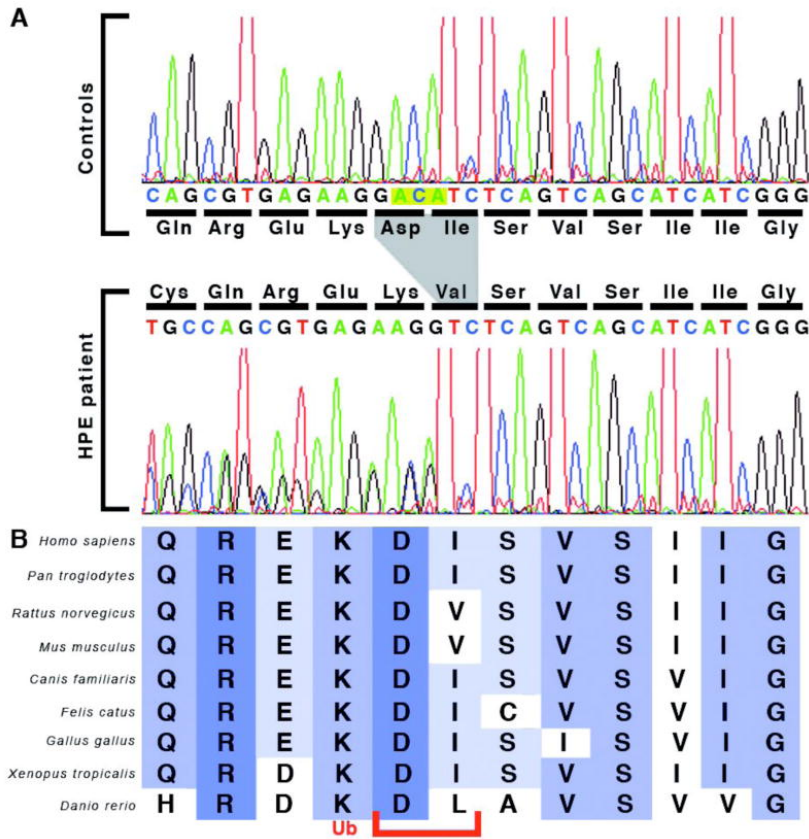 A
Controls
CAGCGTGAGAAGGACATCTCAGTCAGCATCATCGGG
Gln Arg Glu Lys Asp Ile Ser Val Ser Ile Ile Gly
HPE patient
Cys Gln Arg Glu Lys Val Ser Val Ser Ile Ile Gly
TGCCAGCGTGAGAAGGTCTCAGTCAGCATCATCGGG
B
Homo sapiens Q R E K D I S V S I I G
Pan troglodytes Q R E K D I S V S I I G
Rattus norvegicus Q R E K D V S V S I I G
Mus musculus Q R E K D V S V S I I G
Canis familiaris Q R E K D I S V S V I G
Felis catus Q R E K D I C V S V I G
Gallus gallus Q R E K D I S I S V I G
Xenopus tropicalis Q R D K D I S V S I I G
Danio rerio H R D K D L A V S V V G
Ub